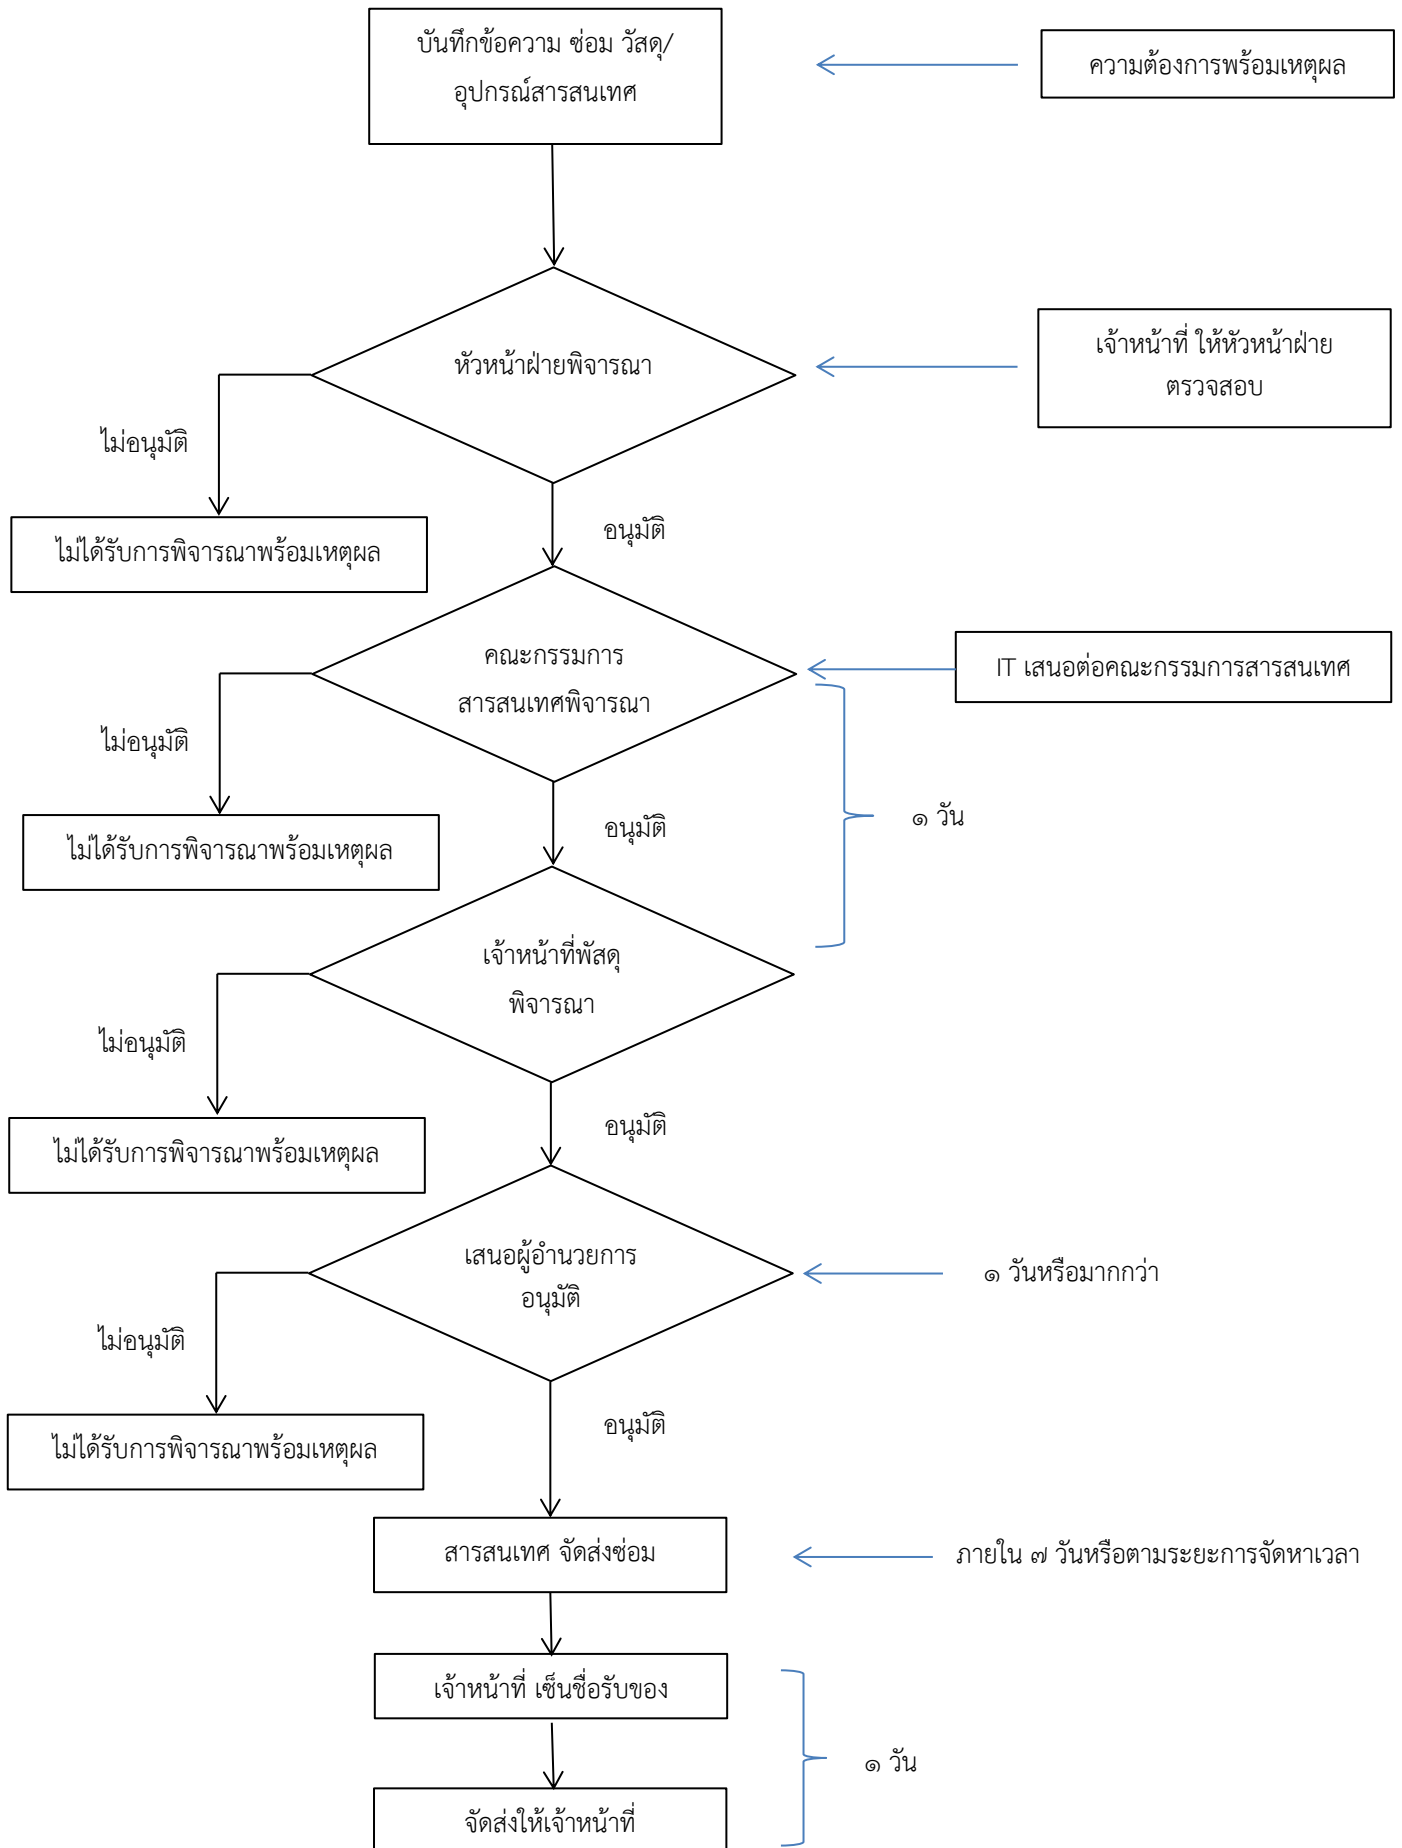 บันทึกข้อความ ซ่อม วัสดุ/
อุปกรณ์สารสนเทศ
ความต้องการพร้อมเหตุผล
หัวหน้าฝ่ายพิจารณา
เจ้าหน้าที่ ให้หัวหน้าฝ่าย
ตรวจสอบ
ไม่อนุมัติ
อนุมัติ
ไม่ได้รับการพิจารณาพร้อมเหตุผล
คณะกรรมการ
สารสนเทศพิจารณา
IT เสนอต่อคณะกรรมการสารสนเทศ
ไม่อนุมัติ
๑ วัน
อนุมัติ
ไม่ได้รับการพิจารณาพร้อมเหตุผล
เจ้าหน้าที่พัสดุ
พิจารณา
ไม่อนุมัติ
อนุมัติ
ไม่ได้รับการพิจารณาพร้อมเหตุผล
เสนอผู้อำนวยการ
อนุมัติ
๑ วันหรือมากกว่า
ไม่อนุมัติ
อนุมัติ
ไม่ได้รับการพิจารณาพร้อมเหตุผล
สารสนเทศ จัดส่งซ่อม
ภายใน ๗ วันหรือตามระยะการจัดหาเวลา
เจ้าหน้าที่ เซ็นชื่อรับของ
๑ วัน
จัดส่งให้เจ้าหน้าที่